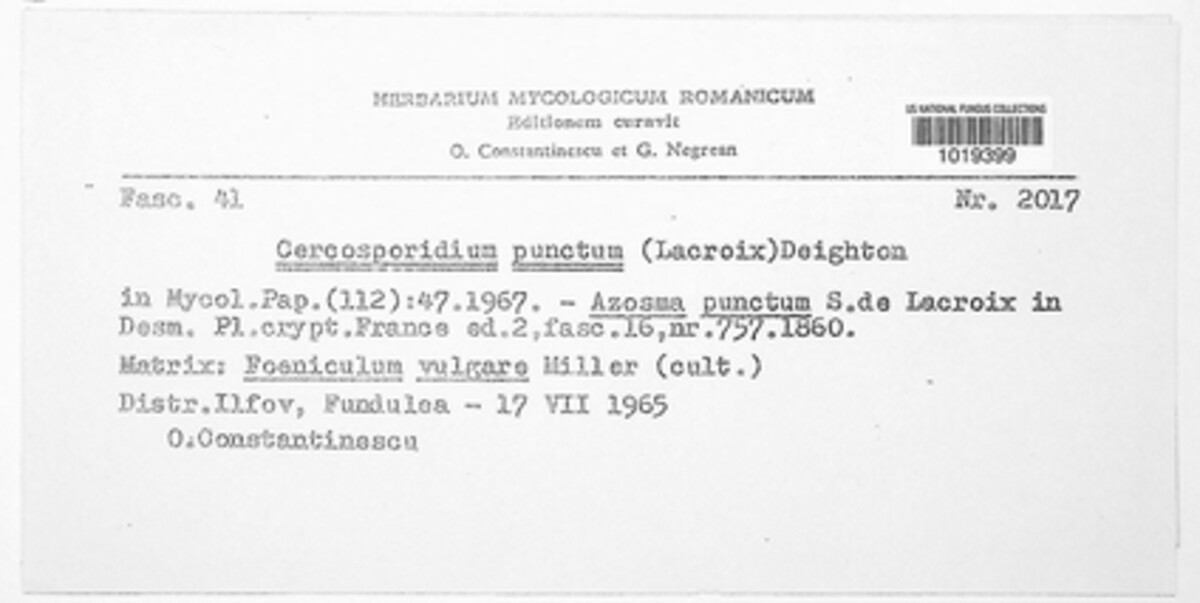 HERBARIUM MYCOLOGICUM ROMANICUM
Editionem curavit
O. Constantinescu et G. Negrean
US NATIONAL FUNGUS COLLECTIONS
1019399
Fasc. 41
Nr. 2017
Cercosporidium punctum (Lacroix)Deighton
in Mycol.Pap.(112):47.1967. - Azosma punctum S.de Lacroix in
Desm. Pl.crypt.France ed.2,fasc.16,nr.757.1860.
Matrix: Foeniculum vulgare Miller (cult.)
Distr.Ilfov, Fundulea - 17 VII 1965
O.Constantinescu